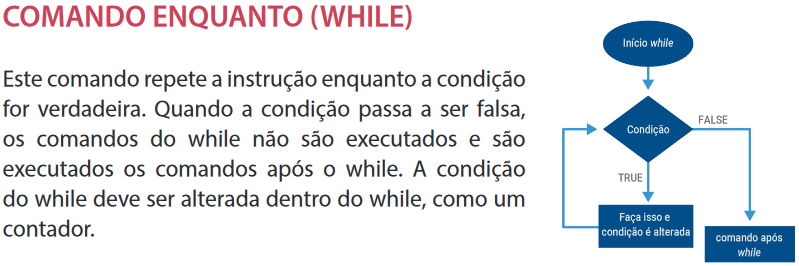 COMANDO ENQUANTO (WHILE)
Este comando repete a instrução enquanto a condição
for verdadeira. Quando a condição passa a ser falsa,
os comandos do while não são executados e são
executados os comandos após o while. A condição
do while deve ser alterada dentro do while, como um
contador.
Início while
Condição
FALSE
TRUE
Faça isso e
condição é alterada
comando após
while